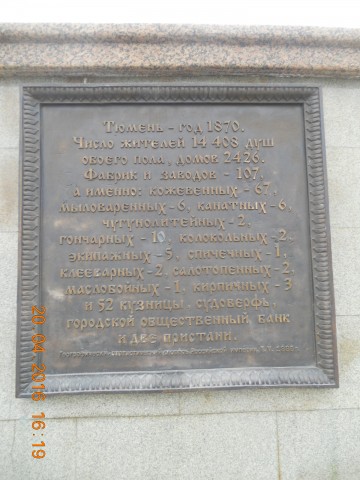 Тюмень - год 1870.
Число жителей 14 408 душ
обоего пола, домов 2426.
Фабрик и заводов - 107,
а именно: кожевенных - 67,
мыловаренных - 6, канатных - 6,
чугунолитейных - 2,
гончарных - 10, колокольных - 2
экипажных - 5, спичечных - 1,
клееварных - 2, салотопенных - 2,
масловойных - 1, кирпичных - 3
и 52 кузницы, судоверфь,
городской общественный банк
и две пристани.
20 04 2016 16:19